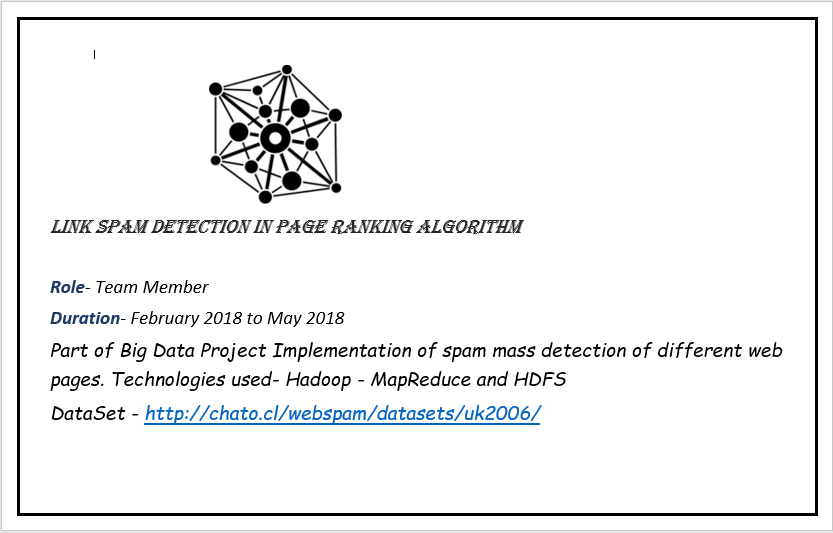 LINK SPAM DETECTION IN PAGE RANKING ALGORITHM
Role- Team Member
Duration- February 2018 to May 2018
Part of Big Data Project Implementation of spam mass detection of different web
pages. Technologies used- Hadoop - MapReduce and HDFS
DataSet - http://chato.cl/webspam/datasets/uk2006/